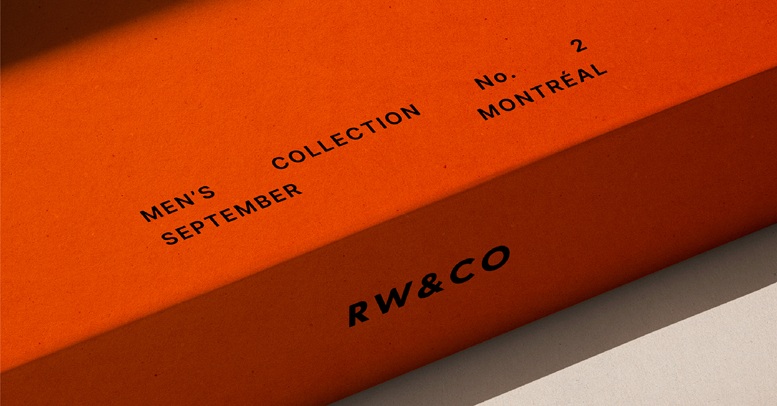 MEN'S COLLECTION No. 2
SEPTEMBER MONTRÉAL
RW&CO